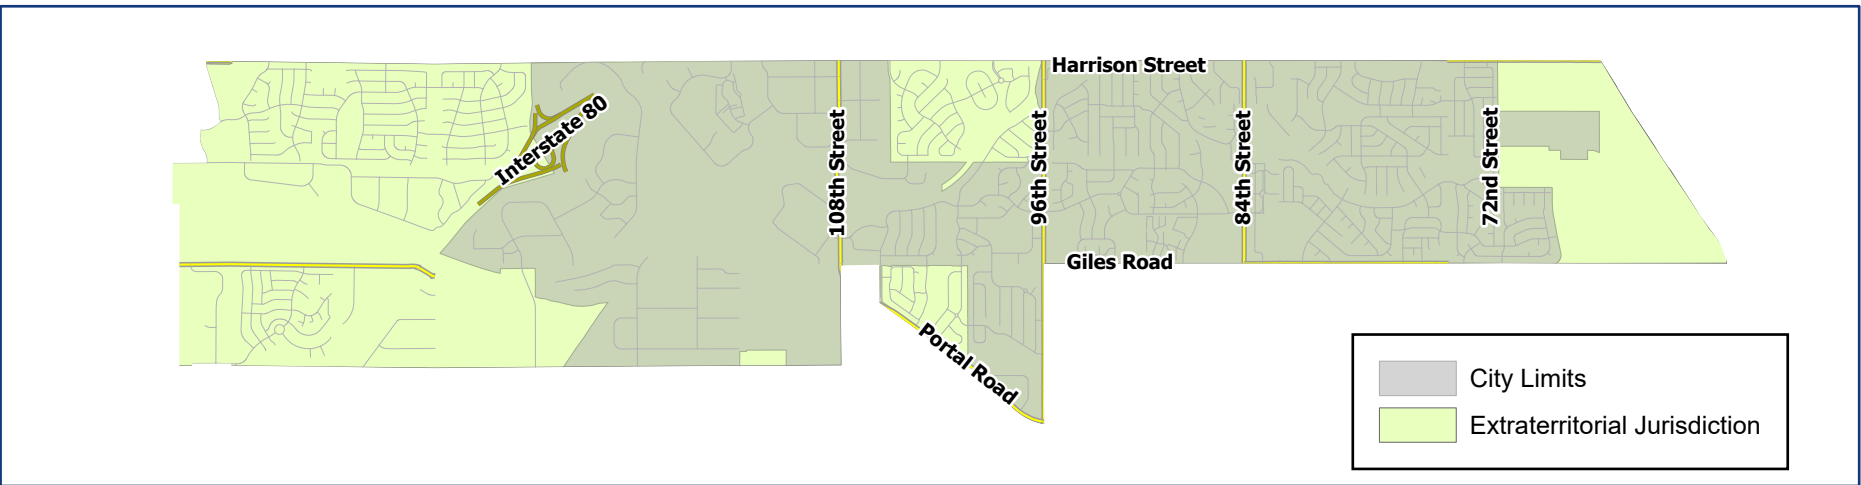 Harrison Street
Interstate 80
108th Street
96th Street
84th Street
72nd Street
Giles Road
Portal Road
City Limits
Extraterritorial Jurisdiction